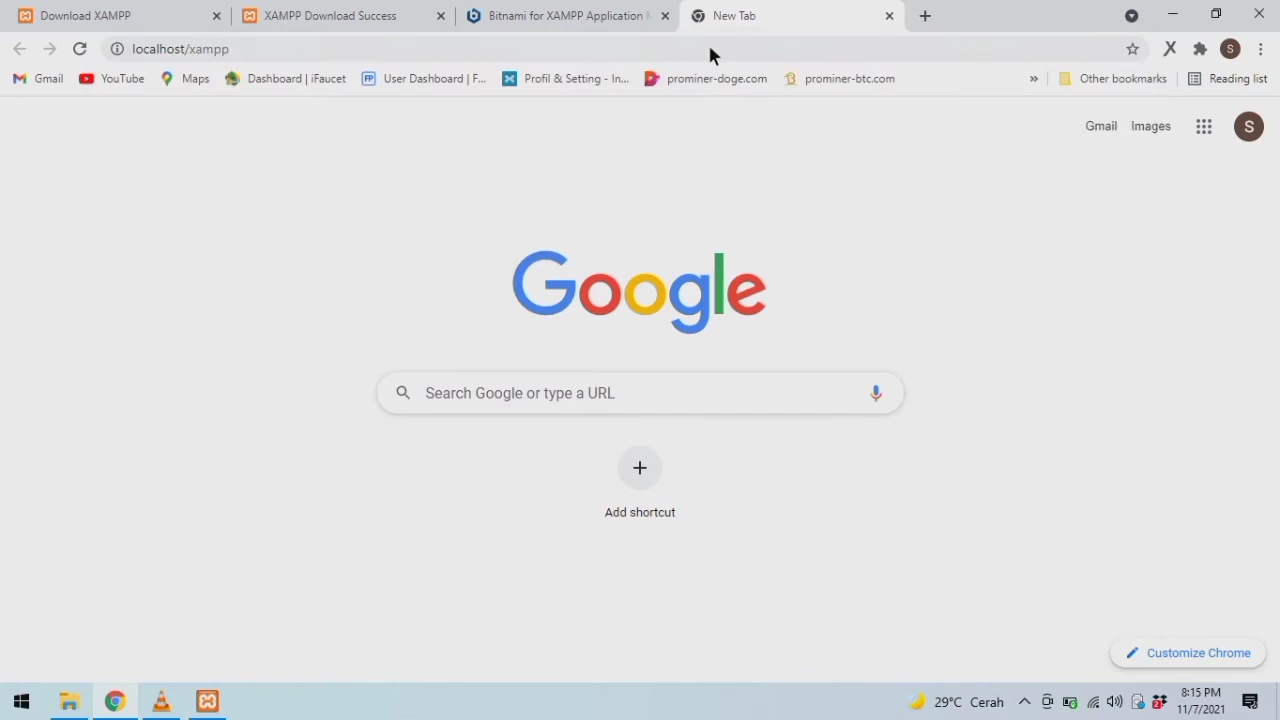 Download XAMPP
XAMPP Download Success
Bitnami for XAMPP Application
New Tab
localhost/xampp
Gmail
YouTube
Maps
Dashboard | iFaucet
User Dashboard | F...
Profil & Setting - In...
prominer-doge.com
prominer-btc.com
»
Other bookmarks
Reading list
Gmail
Images
S
Google
Search Google or type a URL
Add shortcut
Customize Chrome
29°C Cerah
8:15 PM
11/7/2021